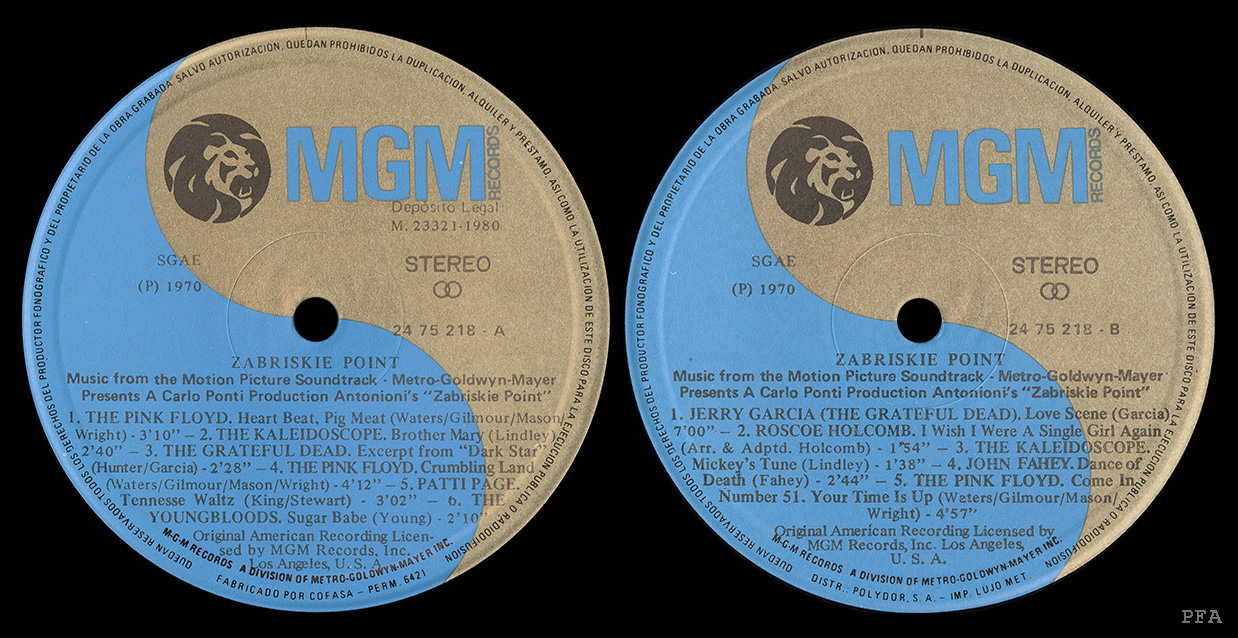 QUEDAN RESERVADOS TODOS LOS DERECHOS DEL PRODUCTOR FONOGRAFICO Y DEL PROPIETARIO DE LA OBRA GRABADA. SALVO AUTORIZACION, QUEDAN PROHIBIDOS LA DUPLICACION, ALQUILER Y PRESTAMO, ASI COMO LA UTILIZACION DE ESTE DISCO PARA LA EJECUCION PUBLICA O RADIODIFUSION
MGM RECORDS
Depósito Legal
M. 23321-1980
SGAE
STEREO
(P) 1970
24 75 218 - A
ZABRISKIE POINT
Music from the Motion Picture Soundtrack - Metro-Goldwyn-Mayer
Presents A Carlo Ponti Production Antonioni's "Zabriskie Point"
1. THE PINK FLOYD. Heart Beat, Pig Meat (Waters/Gilmour/Mason/
Wright) - 3'10" — 2. THE KALEIDOSCOPE. Brother Mary (Lindley)
2'40" — 3. THE GRATEFUL DEAD. Excerpt from "Dark Star"
(Hunter/Garcia) - 2'28" — 4. THE PINK FLOYD. Crumbling Land
(Waters/Gilmour/Mason/Wright) - 4'12" — 5. PATTI PAGE.
Tennesse Waltz (King/Stewart) - 3'02" — 6. THE
YOUNGBLOODS. Sugar Babe (Young) - 2'10"
Original American Recording Licen-
sed by MGM Records, Inc.
Los Angeles, U. S. A.
M-G-M RECORDS A DIVISION OF METRO-GOLDWYN-MAYER INC.
FABRICADO POR COFASA - PERM. 6421
QUEDAN RESERVADOS TODOS LOS DERECHOS DEL PRODUCTOR FONOGRAFICO Y DEL PROPIETARIO DE LA OBRA GRABADA. SALVO AUTORIZACION, QUEDAN PROHIBIDOS LA DUPLICACION, ALQUILER Y PRESTAMO, ASI COMO LA UTILIZACION DE ESTE DISCO PARA LA EJECUCION PUBLICA O RADIODIFUSION
MGM RECORDS
SGAE
STEREO
(P) 1970
24 75 218 - B
ZABRISKIE POINT
Music from the Motion Picture Soundtrack - Metro-Goldwyn-Mayer
Presents A Carlo Ponti Production Antonioni's "Zabriskie Point"
1. JERRY GARCIA (THE GRATEFUL DEAD). Love Scene (Garcia)
7'00" — 2. ROSCOE HOLCOMB. I Wish I Were A Single Girl Again
(Arr. & Adptd. Holcomb) - 1'54" — 3. THE KALEIDOSCOPE.
Mickey's Tune (Lindley) - 1'38" — 4, JOHN FAHEY. Dance of
Death (Fahey) - 2'44" — 5. THE PINK FLOYD. Come In
Number 51. Your Time Is Up (Waters/Gilmour/Mason/
Wright) - 4'57"
Original American Recording Licensed by
MGM Records, Inc. Los Angeles,
U. S. A.
M-G-M RECORDS A DIVISION OF METRO-GOLDWYN-MAYER INC.
DISTR.: POLYDOR, S. A. - IMP. LUJO MET.
PFA